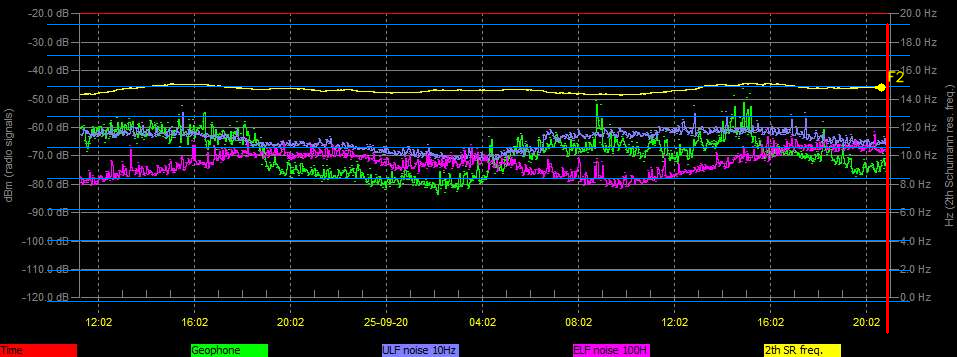 -20.0 dB 20.0 Hz
-30.0 dB 18.0 Hz
-40.0 dB 16.0 Hz
F2
-50.0 dB 14.0 Hz
-60.0 dB 12.0 Hz
-70.0 dB 10.0 Hz
-80.0 dB 8.0 Hz
-90.0 dB 6.0 Hz
-100.0 dB 4.0 Hz
-110.0 dB 2.0 Hz
-120.0 dB 0.0 Hz
dBm (radio signals)
Hz (2th Schumann res. freq.)
12:02 16:02 20:02 25-09-20 04:02 08:02 12:02 16:02 20:02
Time Geophone ULF noise 10Hz ELF noise 100H 2th SR freq.